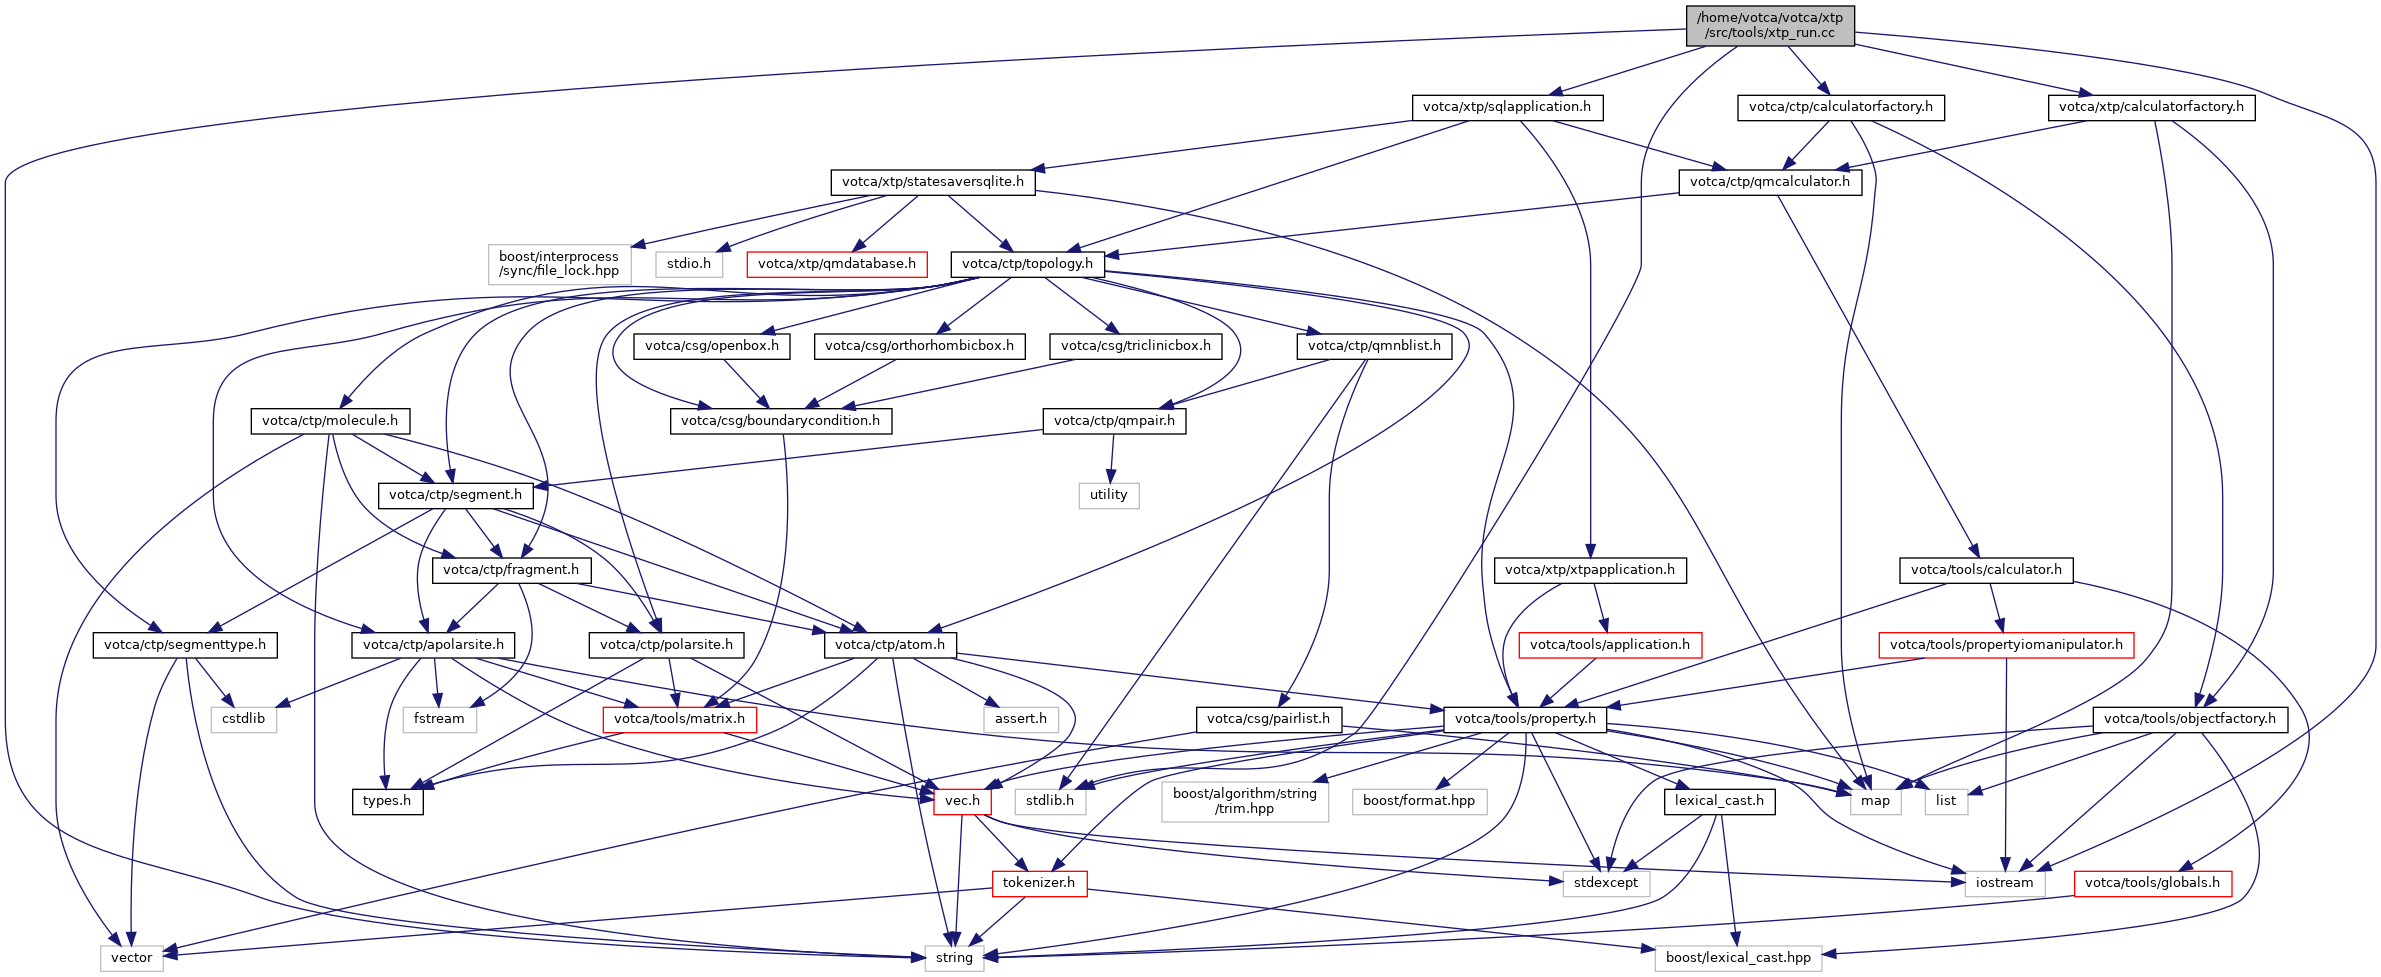 /home/votca/votca/xtp
/src/tools/xtp_run.cc
votca/xtp/sqlapplication.h
votca/ctp/calculatorfactory.h
votca/xtp/calculatorfactory.h
votca/xtp/statesaversqlite.h
votca/ctp/qmcalculator.h
boost/interprocess
/sync/file_lock.hpp
stdio.h
votca/xtp/qmdatabase.h
votca/ctp/topology.h
votca/csg/openbox.h
votca/csg/orthorhombicbox.h
votca/csg/triclinicbox.h
votca/ctp/qmnblist.h
votca/ctp/molecule.h
votca/csg/boundarycondition.h
votca/ctp/qmpair.h
votca/ctp/segment.h
utility
votca/ctp/fragment.h
votca/xtp/xtpapplication.h
votca/tools/calculator.h
votca/ctp/segmenttype.h
votca/ctp/apolarsite.h
votca/ctp/polarsite.h
votca/ctp/atom.h
votca/tools/application.h
votca/tools/propertyiomanipulator.h
cstdlib
fstream
votca/tools/matrix.h
assert.h
votca/csg/pairlist.h
votca/tools/property.h
votca/tools/objectfactory.h
types.h
vec.h
stdlib.h
boost/algorithm/string
/trim.hpp
boost/format.hpp
lexical_cast.h
map
list
tokenizer.h
stdexcept
iostream
votca/tools/globals.h
vector
string
boost/lexical_cast.hpp